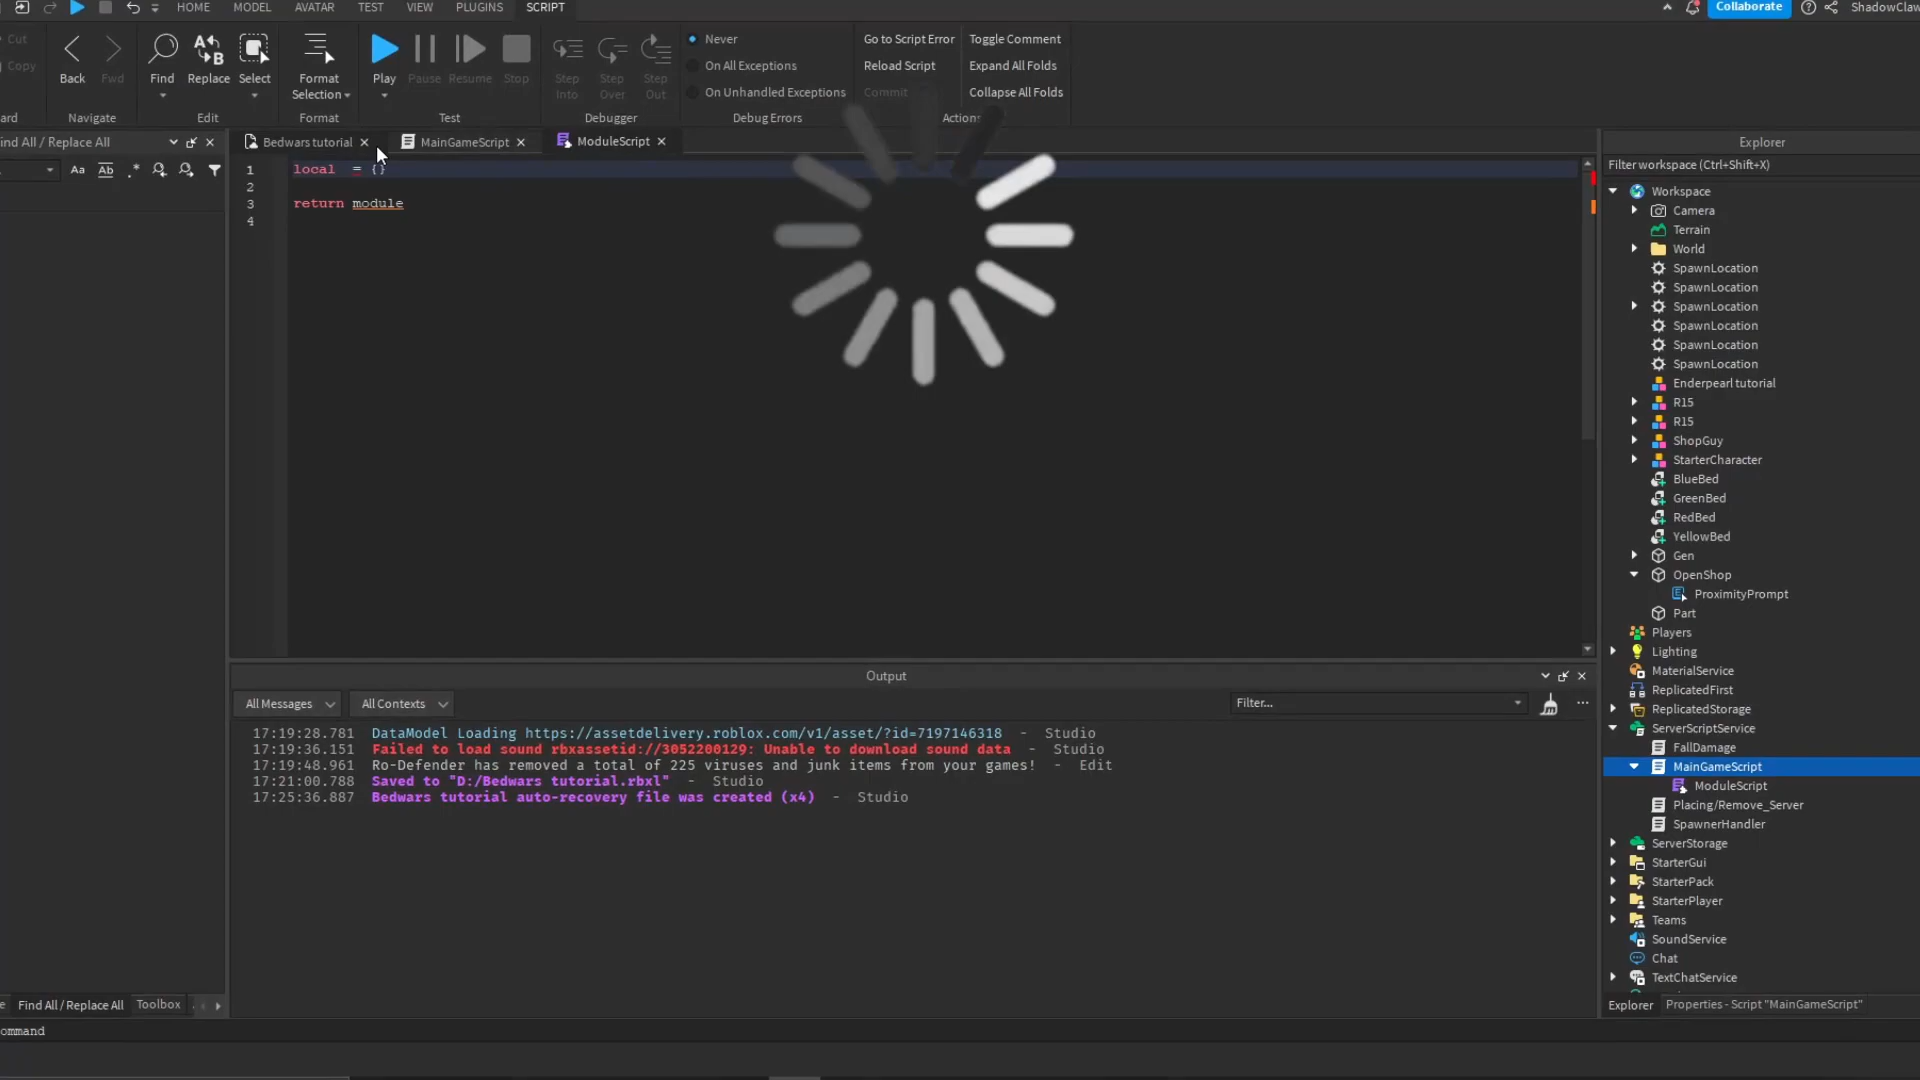 HOME MODEL AVATAR TEST VIEW PLUGINS SCRIPT
Collaborate
Cut
Copy
Back
Fwd
Find
Replace
Select
Format
Selection
Play
Pause
Resume
Stop
Step
Into
Step
Over
Step
Out
Never
On All Exceptions
On Unhandled Exceptions
Go to Script Error
Reload Script
Commit
Toggle Comment
Expand All Folds
Collapse All Folds
Navigate
Edit
Format
Test
Debugger
Debug Errors
Actions
ind All / Replace All
Aa Ab .*
Bedwars tutorial
MainGameScript
ModuleScript
1 local = {}
2
3 return module
4
Output
All Messages
All Contexts
Filter...
17:19:28.781 DataModel Loading https://assetdelivery.roblox.com/v1/asset/?id=7197146318 - Studio
17:19:36.151 Failed to load sound rbxassetid://3052200129: Unable to download sound data - Studio
17:19:48.961 Ro-Defender has removed a total of 225 viruses and junk items from your games! - Edit
17:21:00.788 Saved to "D:/Bedwars tutorial.rbxl" - Studio
17:25:36.887 Bedwars tutorial auto-recovery file was created (x4) - Studio
Find All / Replace All
Toolbox
ommand
Explorer
Filter workspace (Ctrl+Shift+X)
Workspace
Camera
Terrain
World
SpawnLocation
SpawnLocation
SpawnLocation
SpawnLocation
SpawnLocation
SpawnLocation
Enderpearl tutorial
R15
R15
ShopGuy
StarterCharacter
BlueBed
GreenBed
RedBed
YellowBed
Gen
OpenShop
ProximityPrompt
Part
Players
Lighting
MaterialService
ReplicatedFirst
ReplicatedStorage
ServerScriptService
FallDamage
MainGameScript
ModuleScript
Placing/Remove_Server
SpawnerHandler
ServerStorage
StarterGui
StarterPack
StarterPlayer
Teams
SoundService
Chat
TextChatService
Explorer
Properties - Script "MainGameScript"